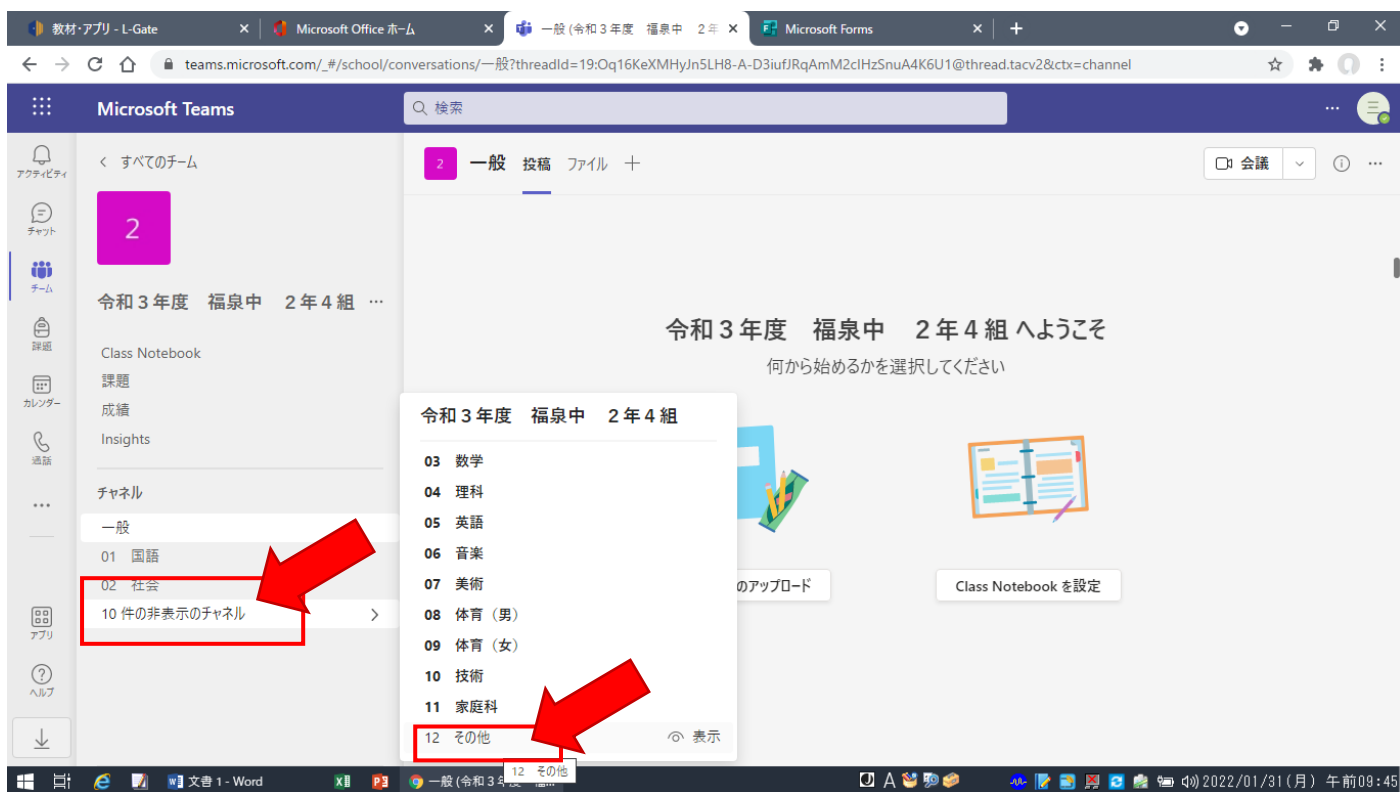 教材・アプリ - L-Gate
Microsoft Office ホーム
一般 (令和３年度　福泉中　２年
Microsoft Forms
teams.microsoft.com/_#/school/conversations/一般?threadId=19:Oq16KeXMHyJn5LH8-A-D3iufJRqAmM2clHzSnuA4K6U1@thread.tacv2&ctx=channel
Microsoft Teams
検索
アクティビティ
チャット
チーム
課題
カレンダー
通話
アプリ
ヘルプ
すべてのチーム
2
令和３年度　福泉中　２年４組 …
Class Notebook
課題
成績
Insights
チャネル
一般
01　国語
02　社会
10 件の非表示のチャネル
2 一般 投稿 ファイル
会議
令和３年度　福泉中　２年４組 へようこそ
何から始めるかを選択してください
のアップロード
Class Notebook を設定
令和３年度　福泉中　２年４組
03　数学
04　理科
05　英語
06　音楽
07　美術
08　体育（男）
09　体育（女）
10　技術
11　家庭科
12　その他 表示
12　その他
文書 1 - Word
一般 (令和３年
A
2022/01/31(月) 午前09:45